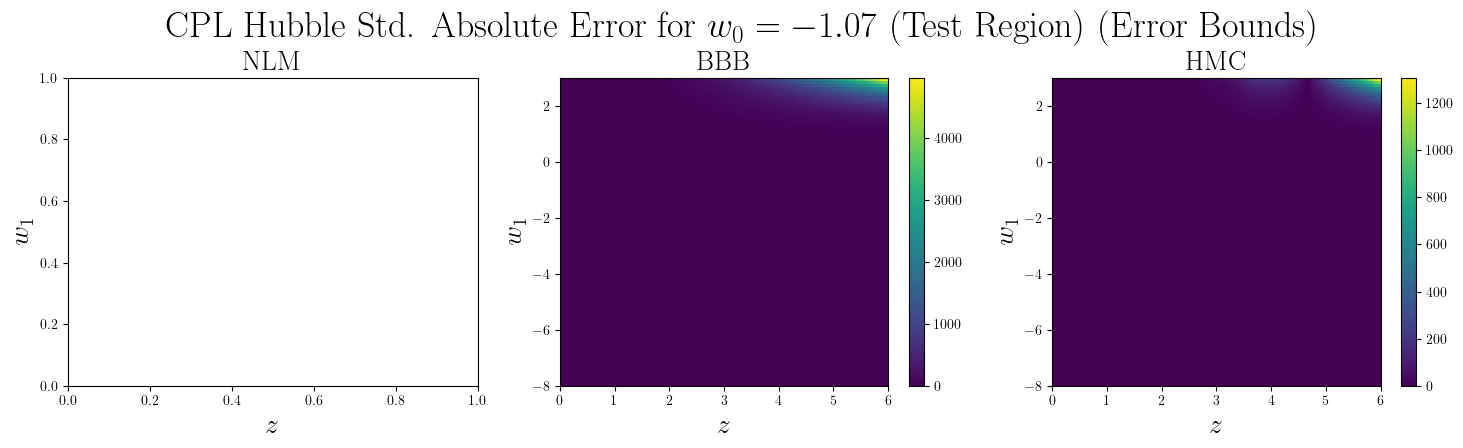 CPL Hubble Std. Absolute Error for w₀ = −1.07 (Test Region) (Error Bounds)
NLM
BBB
HMC
1.0
0.8
0.6
0.4
0.2
0.0
w₁
0.0 0.2 0.4 0.6 0.8 1.0
z
2
0
−2
−4
−6
−8
w₁
0 1 2 3 4 5 6
z
4000
3000
2000
1000
0
2
0
−2
−4
−6
−8
w₁
0 1 2 3 4 5 6
z
1200
1000
800
600
400
200
0